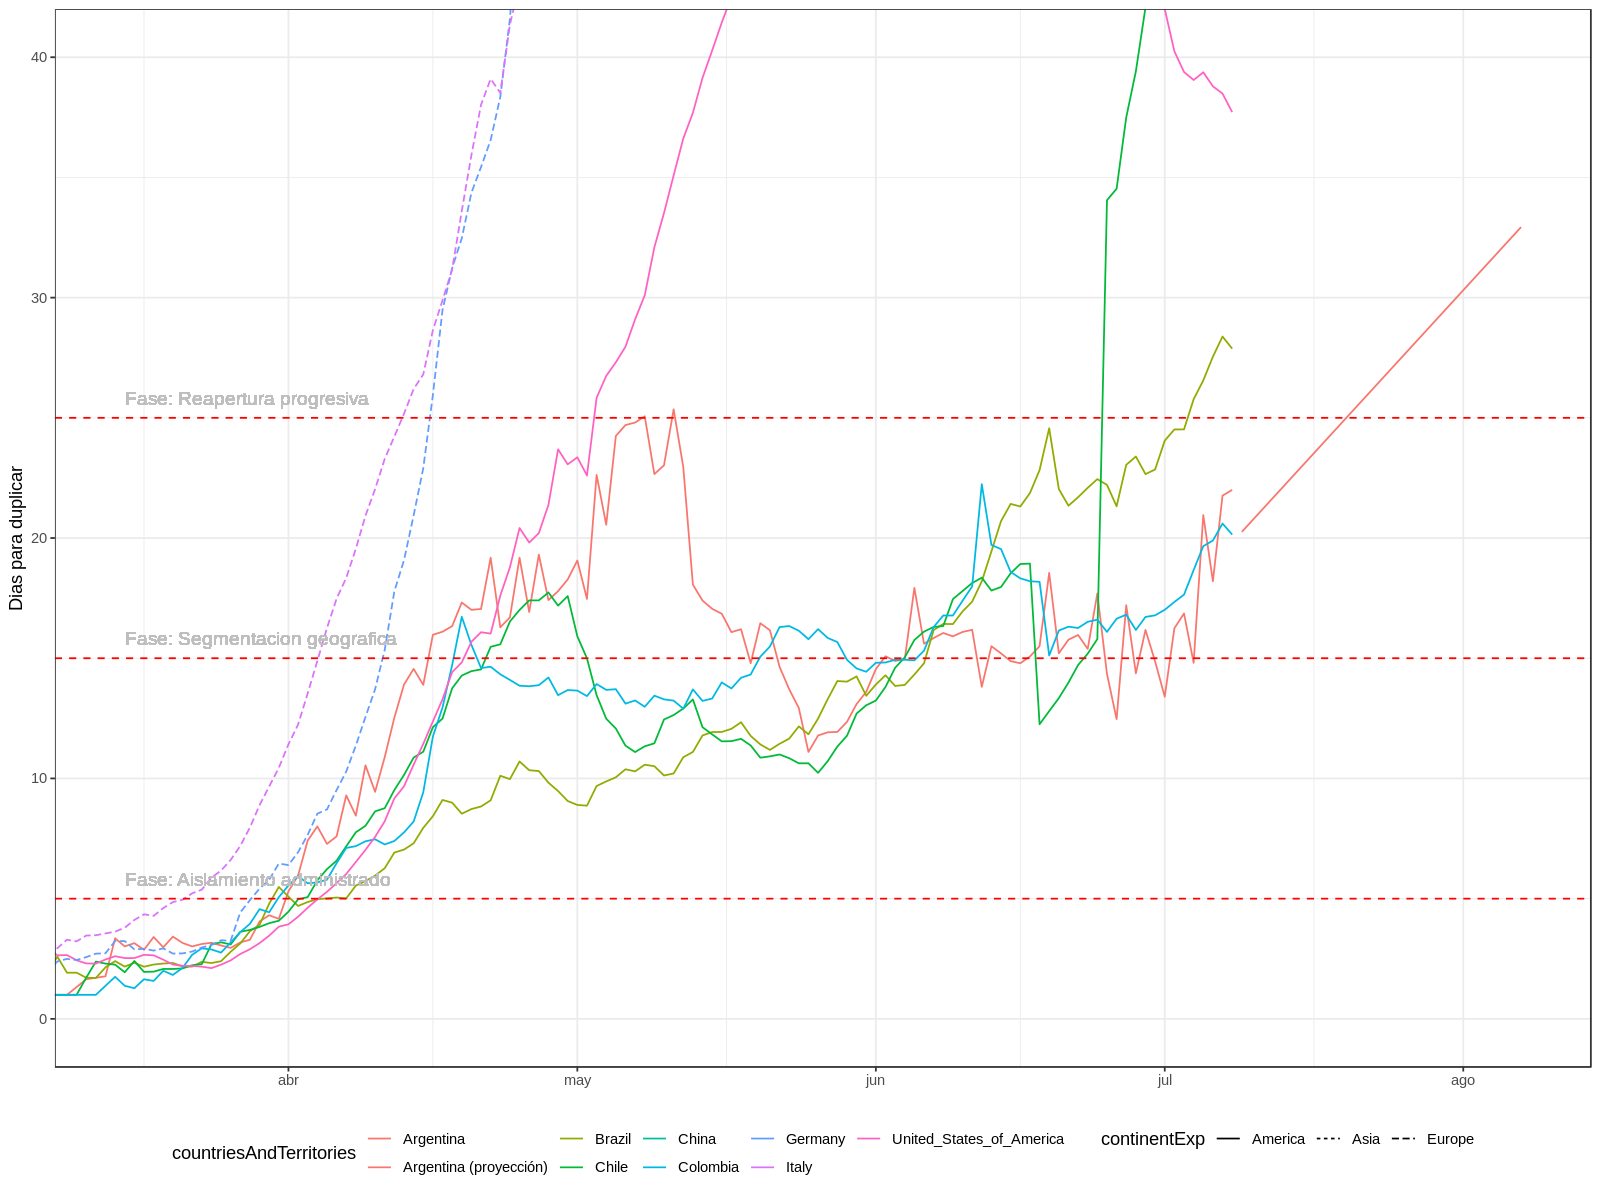 40
30
20
10
0
Dias para duplicar
Fase: Reapertura progresiva
Fase: Segmentacion geografica
Fase: Aislamiento administrado
abr may jun jul ago
countriesAndTerritories
Argentina Brazil China Germany United_States_of_America
Argentina (proyección) Chile Colombia Italy
continentExp America Asia Europe